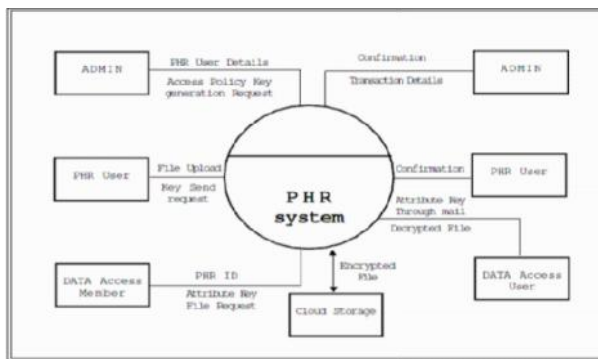 ADMIN
PHR User Details
Access Policy Key
generation Request
Confirmation
Transaction Details
ADMIN
PHR User
File Upload
Key Send
request
PHR
system
Confirmation
PHR User
Attribute Key
Through mail
Decrypted File
DATA Access
Member
PHR ID
Attribute Key
File Request
Encrypted
File
Cloud Storage
DATA Access
User